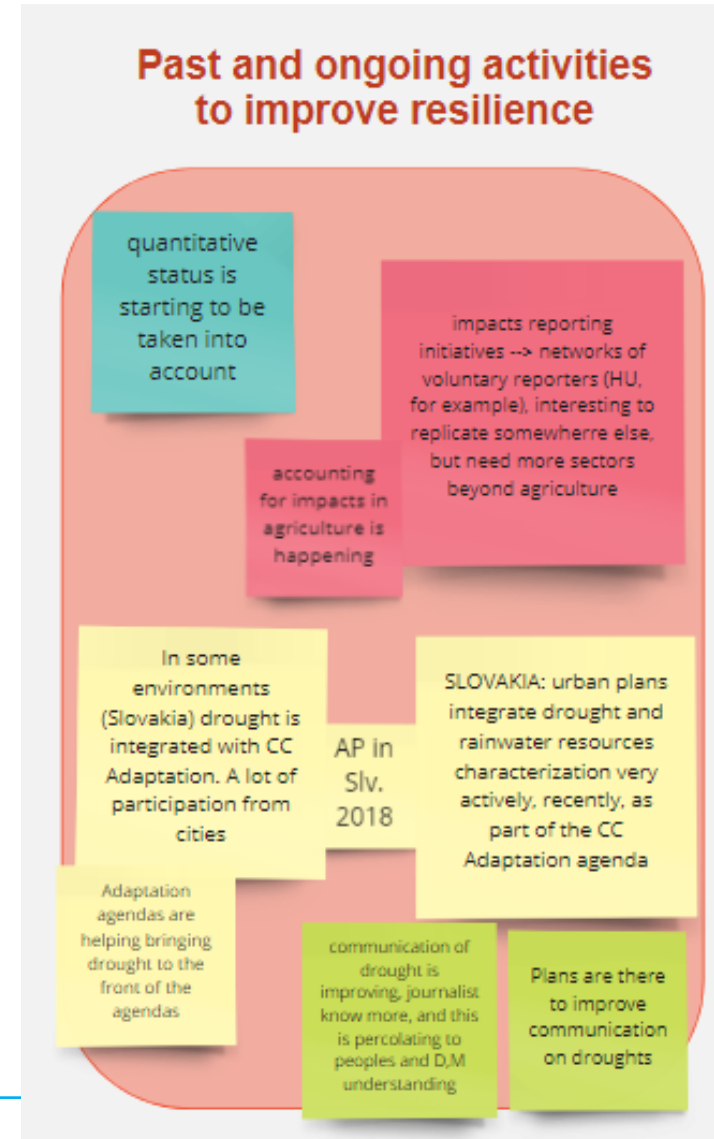 Past and ongoing activities
to improve resilience
quantitative
status is
starting to be
taken into
account
impacts reporting
initiatives --> networks of
voluntary reporters (HU,
for example), interesting to
replicate somewherre else,
but need more sectors
beyond agriculture
accounting
for impacts in
agriculture is
happening
In some
environments
(Slovakia) drought is
integrated with CC
Adaptation. A lot of
participation from
cities
AP in
Slv.
2018
SLOVAKIA: urban plans
integrate drought and
rainwater resources
characterization very
actively, recently, as
part of the CC
Adaptation agenda
Adaptation
agendas are
helping bringing
drought to the
front of the
agendas
communication of
drought is
improving, journalist
know more, and this
is percolating to
peoples and D,M
understanding
Plans are there
to improve
communication
on droughts